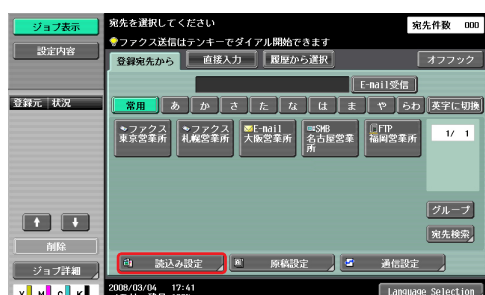 ジョブ表示
設定内容
登録元 状況
↑ ↓
削除
ジョブ詳細
宛先を選択してください
宛先件数 000
ファクス送信はテンキーでダイアル開始できます
登録宛先から 直接入力 履歴から選択 オフフック
E-mail受信
常用 あ か さ た な は ま や らわ 英字に切換
ファクス
東京営業所
ファクス
札幌営業所
E-mail
大阪営業所
SMB
名古屋営業
所
FTP
福岡営業所
1/ 1
グループ
宛先検索
読込み設定 原稿設定 通信設定
2008/03/04 17:41
Language Selection
Y M C K